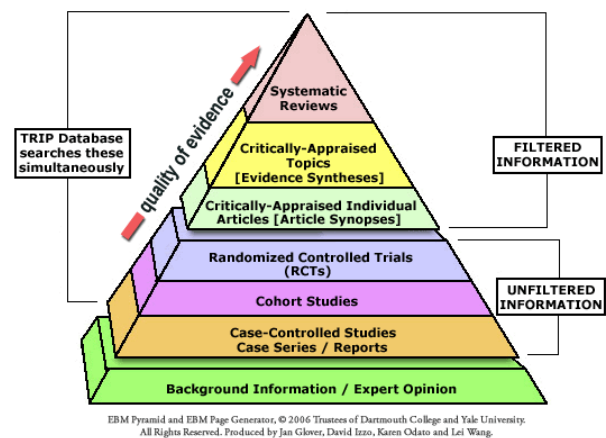 Systematic
Reviews
TRIP Database
searches these
simultaneously
quality of evidence
Critically-Appraised
Topics
[Evidence Syntheses]
FILTERED
INFORMATION
Critically-Appraised Individual
Articles [Article Synopses]
Randomized Controlled Trials
(RCTs)
UNFILTERED
INFORMATION
Cohort Studies
Case-Controlled Studies
Case Series / Reports
Background Information / Expert Opinion
EBM Pyramid and EBM Page Generator, © 2006 Trustees of Dartmouth College and Yale University.
All Rights Reserved. Produced by Jan Glover, David Izzo, Karen Odato and Lei Wang.